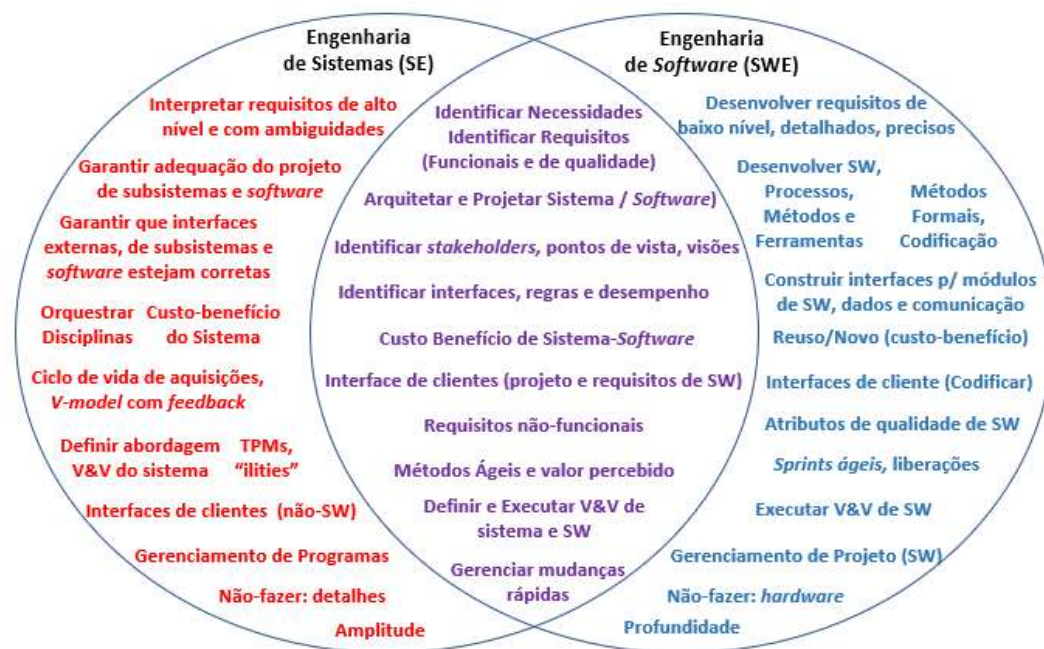 Engenharia
de Sistemas (SE)
Interpretar requisitos de alto
nível e com ambiguidades
Garantir adequação do projeto
de subsistemas e software
Garantir que interfaces
externas, de subsistemas e
software estejam corretas
Orquestrar
Disciplinas
Custo-benefício
do Sistema
Ciclo de vida de aquisições,
V-model com feedback
Definir abordagem
V&V do sistema
TPMs,
“ilities”
Interfaces de clientes (não-SW)
Gerenciamento de Programas
Não-fazer: detalhes
Amplitude
Identificar Necessidades
Identificar Requisitos
(Funcionais e de qualidade)
Arquitetar e Projetar Sistema / Software)
Identificar stakeholders, pontos de vista, visões
Identificar interfaces, regras e desempenho
Custo Benefício de Sistema-Software
Interface de clientes (projeto e requisitos de SW)
Requisitos não-funcionais
Métodos Ágeis e valor percebido
Definir e Executar V&V de
sistema e SW
Gerenciar mudanças
rápidas
Engenharia
de Software (SWE)
Desenvolver requisitos de
baixo nível, detalhados, precisos
Desenvolver SW,
Processos,
Métodos e
Ferramentas
Métodos
Formais,
Codificação
Construir interfaces p/ módulos
de SW, dados e comunicação
Reuso/Novo (custo-benefício)
Interfaces de cliente (Codificar)
Atributos de qualidade de SW
Sprints ágeis, liberações
Executar V&V de SW
Gerenciamento de Projeto (SW)
Não-fazer: hardware
Profundidade